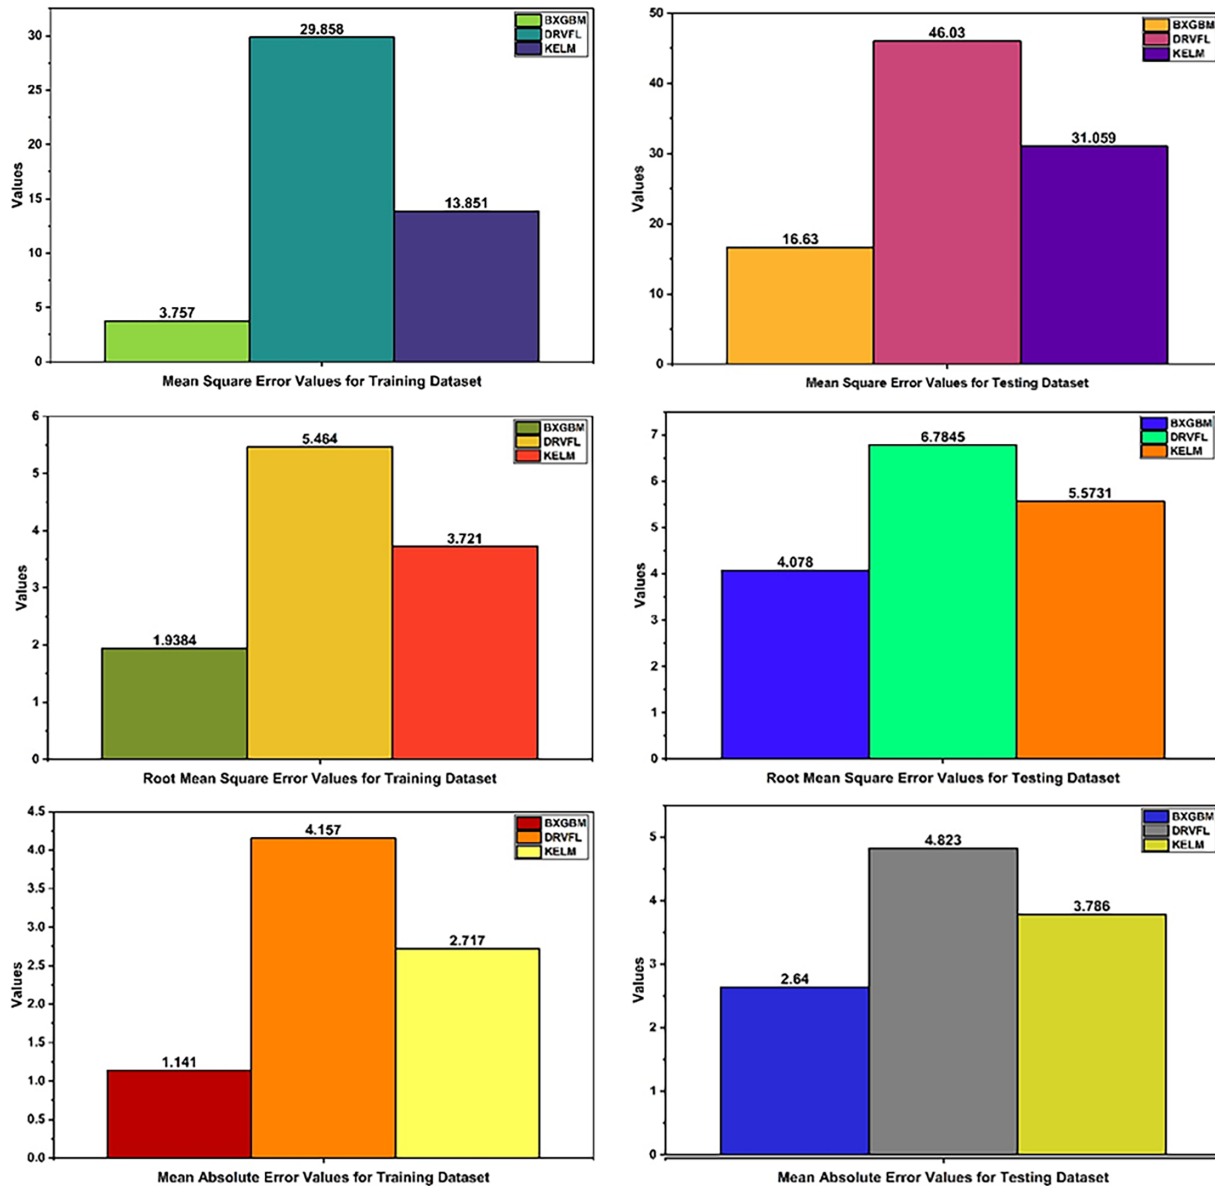 BXGBM
DRVFL
KELM
30
25
20
15
10
5
0
Values
29.858
13.851
3.757
Mean Square Error Values for Training Dataset
BXGBM
DRVFL
KELM
50
40
30
20
10
0
Values
46.03
31.059
16.63
Mean Square Error Values for Testing Dataset
BXGBM
DRVFL
KELM
6
5
4
3
2
1
0
Values
5.464
3.721
1.9384
Root Mean Square Error Values for Training Dataset
BXGBM
DRVFL
KELM
7
6
5
4
3
2
1
0
Values
6.7845
5.5731
4.078
Root Mean Square Error Values for Testing Dataset
BXGBM
DRVFL
KELM
4.5
4.0
3.5
3.0
2.5
2.0
1.5
1.0
0.5
0.0
Values
4.157
2.717
1.141
Mean Absolute Error Values for Training Dataset
BXGBM
DRVFL
KELM
5
4
3
2
1
0
Values
4.823
3.786
2.64
Mean Absolute Error Values for Testing Dataset